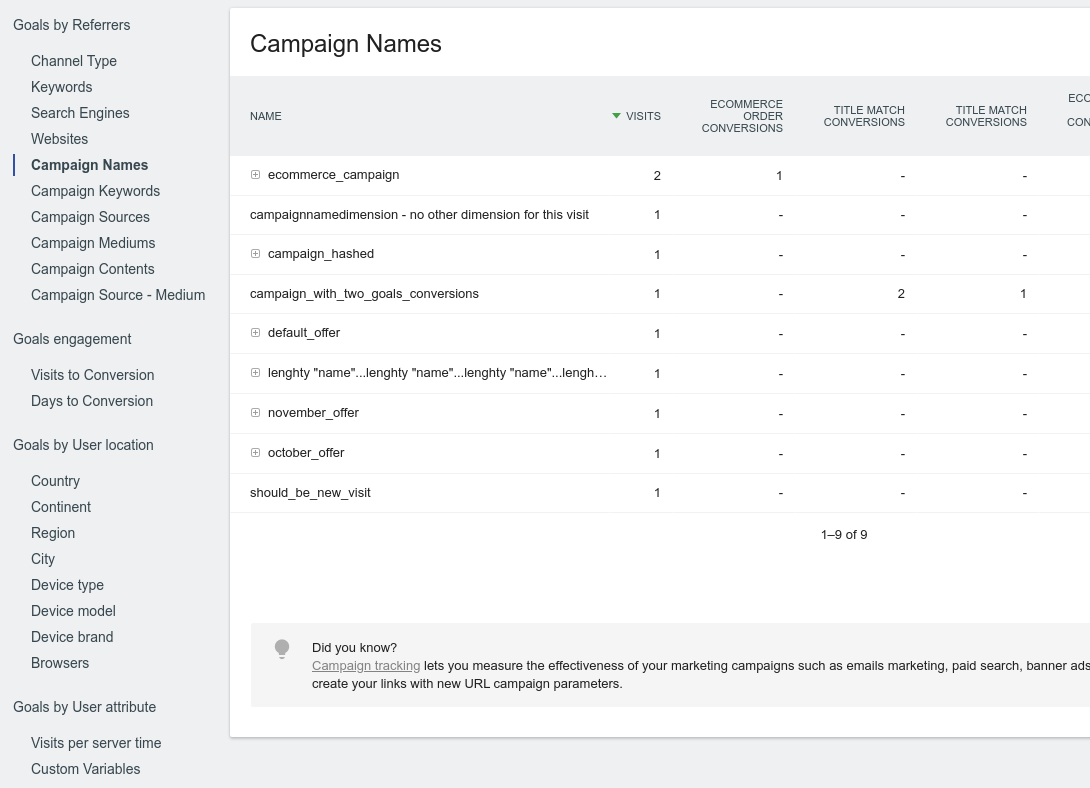 Goals by Referrers
Channel Type
Keywords
Search Engines
Websites
Campaign Names
Campaign Keywords
Campaign Sources
Campaign Mediums
Campaign Contents
Campaign Source - Medium
Goals engagement
Visits to Conversion
Days to Conversion
Goals by User location
Country
Continent
Region
City
Device type
Device model
Device brand
Browsers
Goals by User attribute
Visits per server time
Custom Variables
Campaign Names
NAME VISITS ECOMMERCE ORDER CONVERSIONS TITLE MATCH CONVERSIONS TITLE MATCH CONVERSIONS
ecommerce_campaign 2 1 - -
campaignnamedimension - no other dimension for this visit 1 - - -
campaign_hashed 1 - - -
campaign_with_two_goals_conversions 1 - 2 1
default_offer 1 - - -
lenghty "name"...lenghty "name"...lenghty "name"...lengh… 1 - - -
november_offer 1 - - -
october_offer 1 - - -
should_be_new_visit 1 - - -
1–9 of 9
Did you know?
Campaign tracking lets you measure the effectiveness of your marketing campaigns such as emails marketing, paid search, banner ads
create your links with new URL campaign parameters.